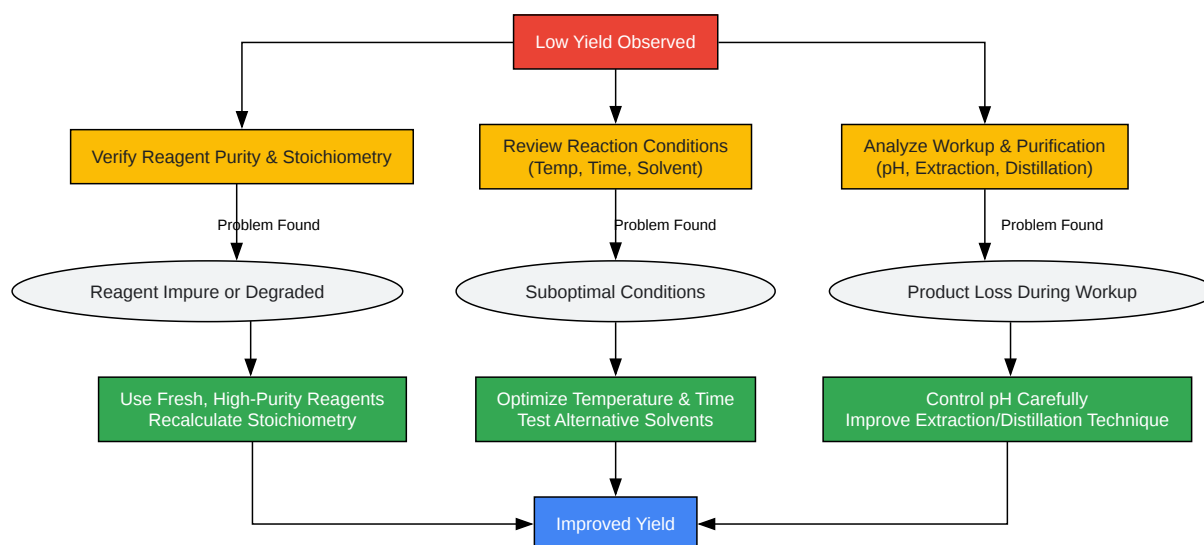 Low Yield Observed
Verify Reagent Purity & Stoichiometry
Review Reaction Conditions
(Temp, Time, Solvent)
Analyze Workup & Purification
(pH, Extraction, Distillation)
Problem Found
Problem Found
Problem Found
Reagent Impure or Degraded
Suboptimal Conditions
Product Loss During Workup
Use Fresh, High-Purity Reagents
Recalculate Stoichiometry
Optimize Temperature & Time
Test Alternative Solvents
Control pH Carefully
Improve Extraction/Distillation Technique
Improved Yield